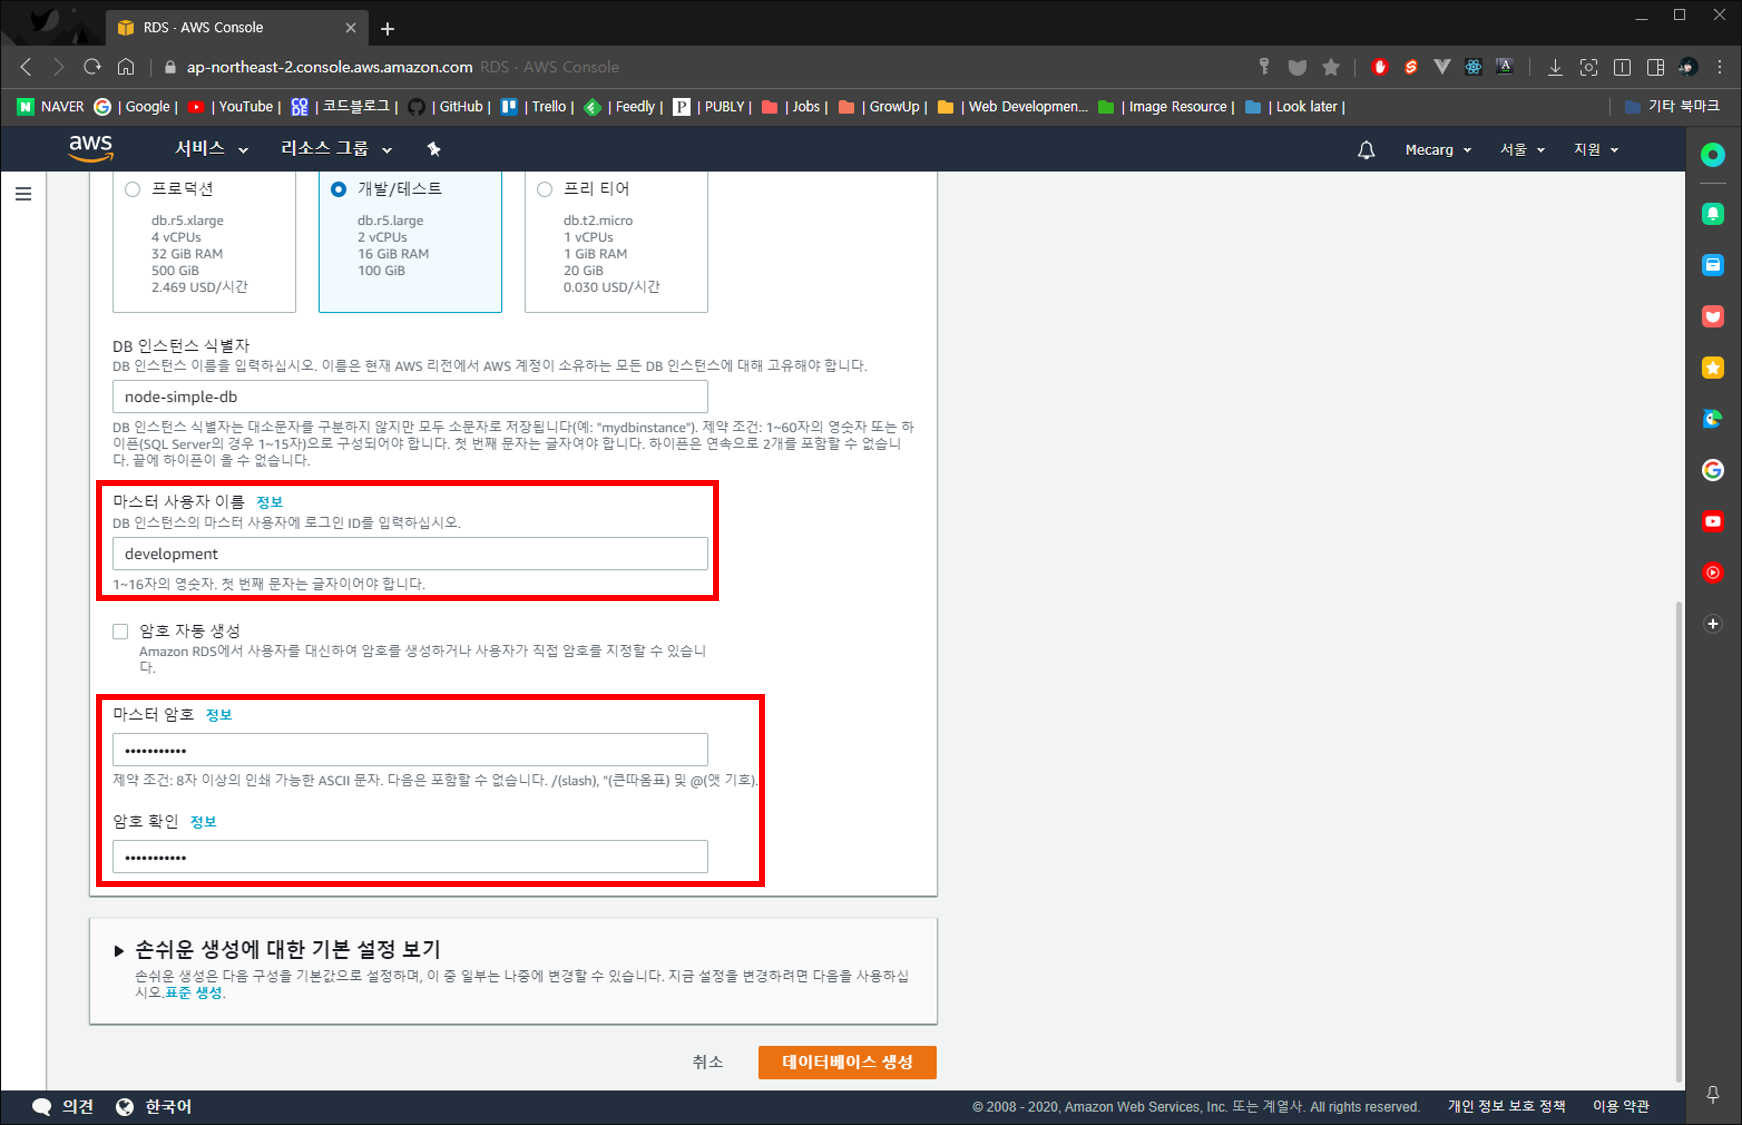 RDS · AWS Console
ap-northeast-2.console.aws.amazon.com RDS · AWS Console
NAVER | Google | | YouTube | CODE | 코드블로그 | | GitHub | | Trello | | Feedly | P | PUBLY | | Jobs | | GrowUp | | Web Developmen... | Image Resource | | Look later | 기타 북마크
aws 서비스 리소스 그룹 Mecarg 서울 지원
프로덕션
db.r5.xlarge
4 vCPUs
32 GiB RAM
500 GiB
2.469 USD/시간
개발/테스트
db.r5.large
2 vCPUs
16 GiB RAM
100 GiB
프리 티어
db.t2.micro
1 vCPUs
1 GiB RAM
20 GiB
0.030 USD/시간
DB 인스턴스 식별자
DB 인스턴스 이름을 입력하십시오. 이름은 현재 AWS 리전에서 AWS 계정이 소유하는 모든 DB 인스턴스에 대해 고유해야 합니다.
node-simple-db
DB 인스턴스 식별자는 대소문자를 구분하지 않지만 모두 소문자로 저장됩니다(예: "mydbinstance"). 제약 조건: 1~60자의 영숫자 또는 하
이픈(SQL Server의 경우 1~15자)으로 구성되어야 합니다. 첫 번째 문자는 글자여야 합니다. 하이픈은 연속으로 2개를 포함할 수 없습니
다. 끝에 하이픈이 올 수 없습니다.
마스터 사용자 이름 정보
DB 인스턴스의 마스터 사용자에 로그인 ID를 입력하십시오.
development
1~16자의 영숫자. 첫 번째 문자는 글자이어야 합니다.
암호 자동 생성
Amazon RDS에서 사용자를 대신하여 암호를 생성하거나 사용자가 직접 암호를 지정할 수 있습니
다.
마스터 암호 정보
•••••••••••
제약 조건: 8자 이상의 인쇄 가능한 ASCII 문자. 다음은 포함할 수 없습니다. /(slash), "(큰따옴표) 및 @(앳 기호).
암호 확인 정보
•••••••••••
손쉬운 생성에 대한 기본 설정 보기
손쉬운 생성은 다음 구성을 기본값으로 설정하며, 이 중 일부는 나중에 변경할 수 있습니다. 지금 설정을 변경하려면 다음을 사용하십
시오.표준 생성.
취소 데이터베이스 생성
의견 한국어 © 2008 - 2020, Amazon Web Services, Inc. 또는 계열사. All rights reserved. 개인 정보 보호 정책 이용 약관